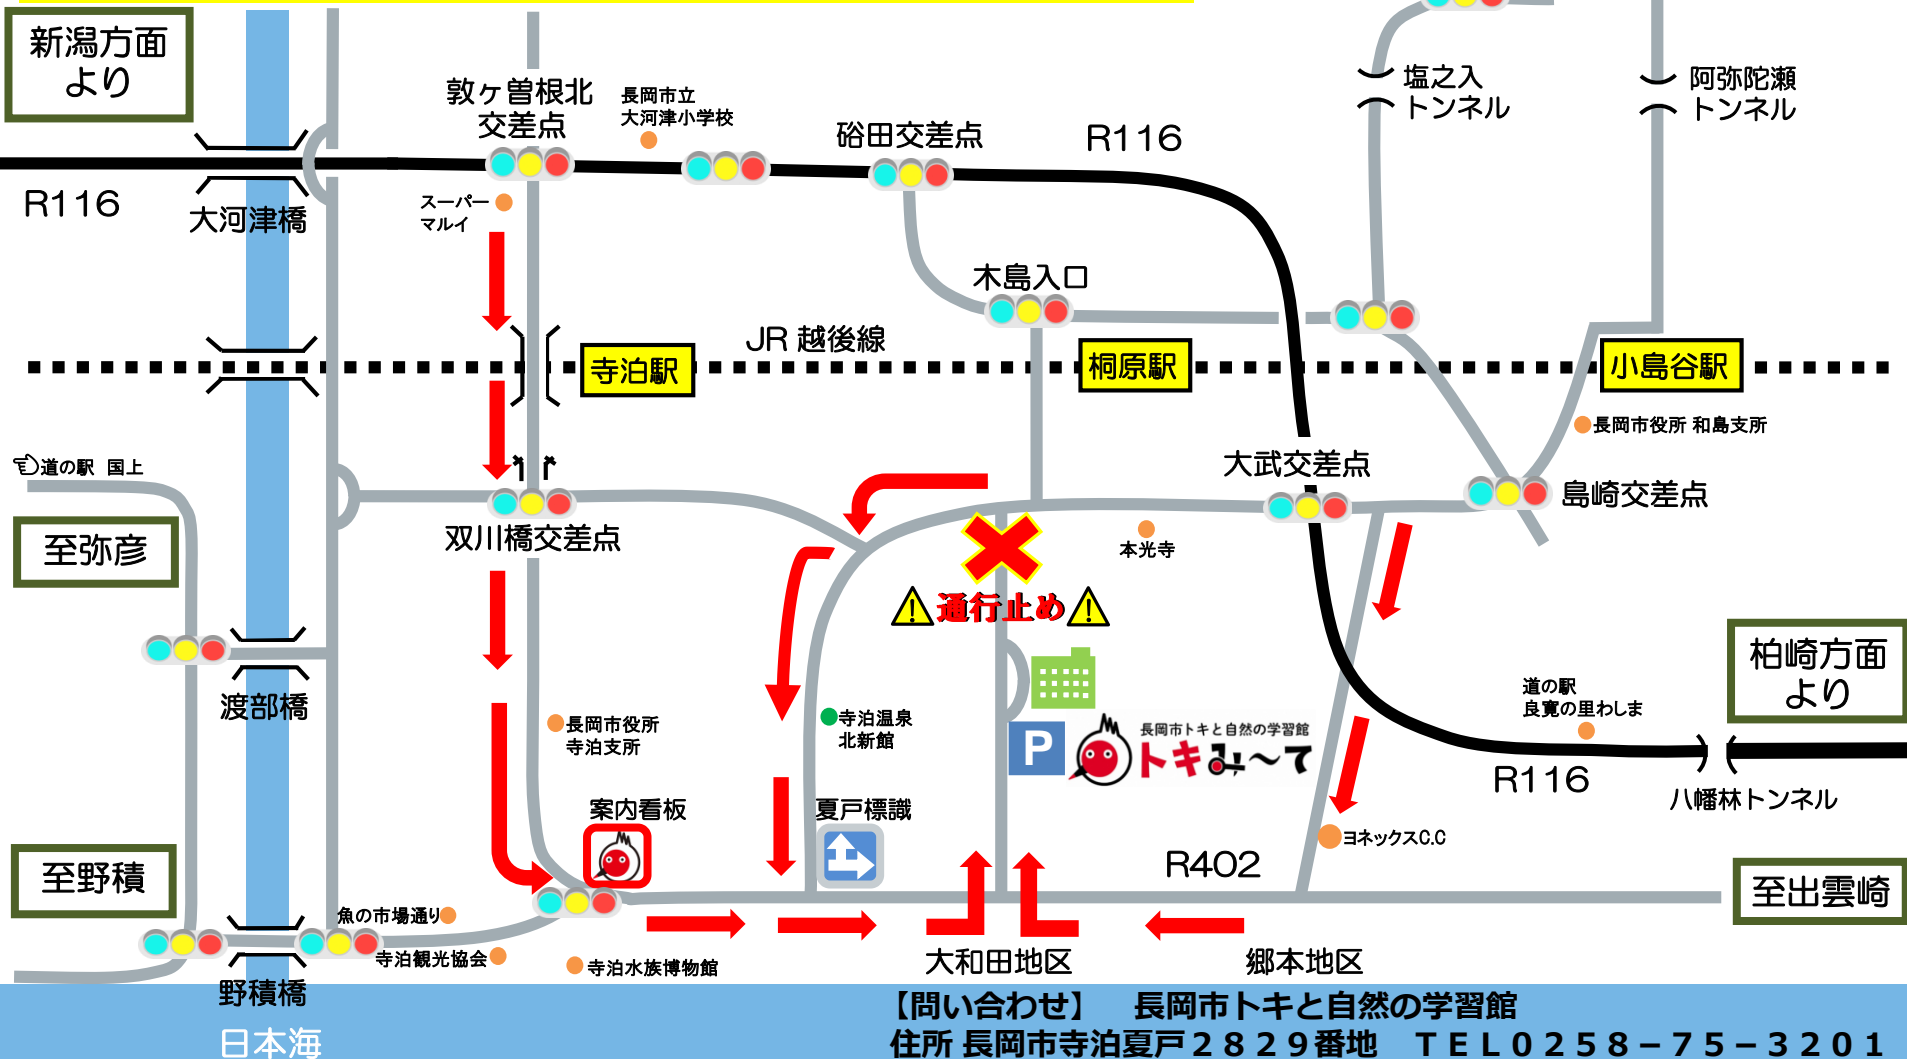 新潟方面
より
敦ヶ曽根北
交差点
長岡市立
大河津小学校
硲田交差点
R116
塩之入
トンネル
阿弥陀瀬
トンネル
R116
大河津橋
スーパー
マルイ
木島入口
JR 越後線
寺泊駅
桐原駅
小島谷駅
長岡市役所 和島支所
道の駅 国上
大武交差点
島崎交差点
至弥彦
双川橋交差点
本光寺
通行止め
渡部橋
柏崎方面
より
道の駅
良寛の里わしま
長岡市役所
寺泊支所
寺泊温泉
北新館
P
長岡市トキと自然の学習館
トキみ~て
R116
八幡林トンネル
案内看板
夏戸標識
ヨネックスC.C
R402
至野積
至出雲崎
魚の市場通り
寺泊観光協会
寺泊水族博物館
大和田地区
郷本地区
野積橋
日本海
【問い合わせ】 長岡市トキと自然の学習館
住所 長岡市寺泊夏戸2829番地 TEL0258-75-3201